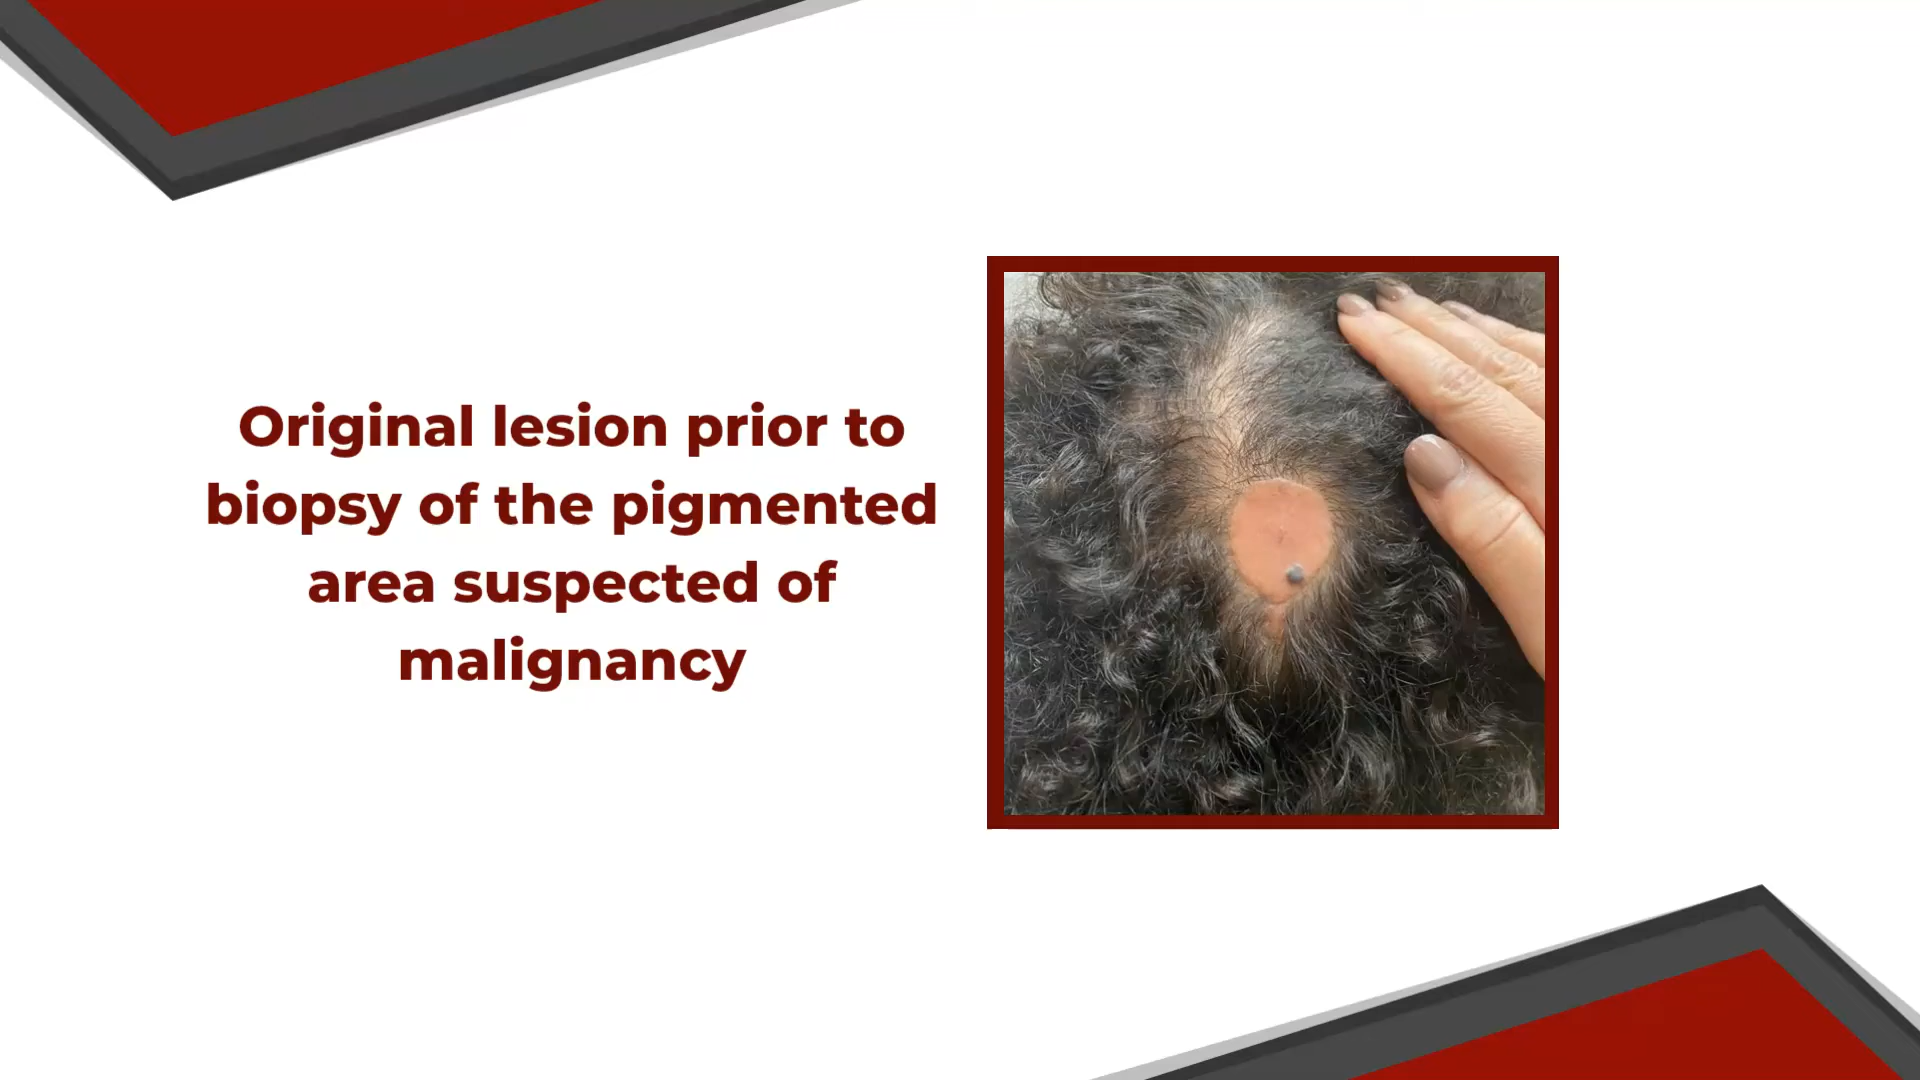 Original lesion prior to
biopsy of the pigmented
area suspected of
malignancy